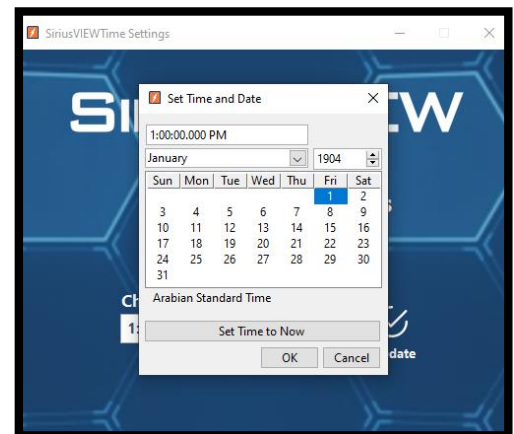 SiriusVIEWTime Settings
Set Time and Date
1:00:00.000 PM
January 1904
Sun Mon Tue Wed Thu Fri Sat
1 2
3 4 5 6 7 8 9
10 11 12 13 14 15 16
17 18 19 20 21 22 23
24 25 26 27 28 29 30
31
Arabian Standard Time
Set Time to Now
OK Cancel